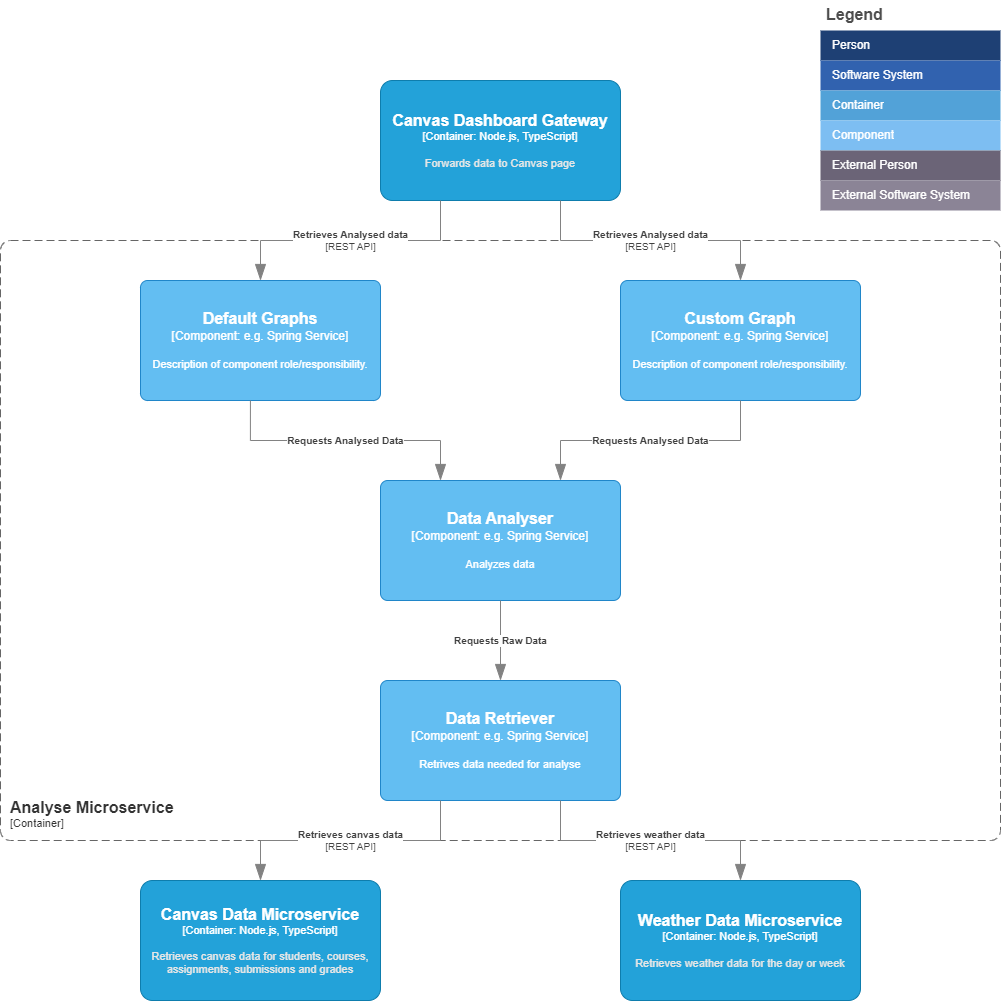 Legend
Person
Software System
Container
Component
External Person
External Software System
Canvas Dashboard Gateway
[Container: Node.js, TypeScript]
Forwards data to Canvas page
Retrieves Analysed data
[REST API]
Retrieves Analysed data
[REST API]
Default Graphs
[Component: e.g. Spring Service]
Description of component role/responsibility.
Custom Graph
[Component: e.g. Spring Service]
Description of component role/responsibility.
Requests Analysed Data
Requests Analysed Data
Data Analyser
[Component: e.g. Spring Service]
Analyzes data
Requests Raw Data
Data Retriever
[Component: e.g. Spring Service]
Retrives data needed for analyse
Analyse Microservice
[Container]
Retrieves canvas data
[REST API]
Retrieves weather data
[REST API]
Canvas Data Microservice
[Container: Node.js, TypeScript]
Retrieves canvas data for students, courses,
assignments, submissions and grades
Weather Data Microservice
[Container: Node.js, TypeScript]
Retrieves weather data for the day or week